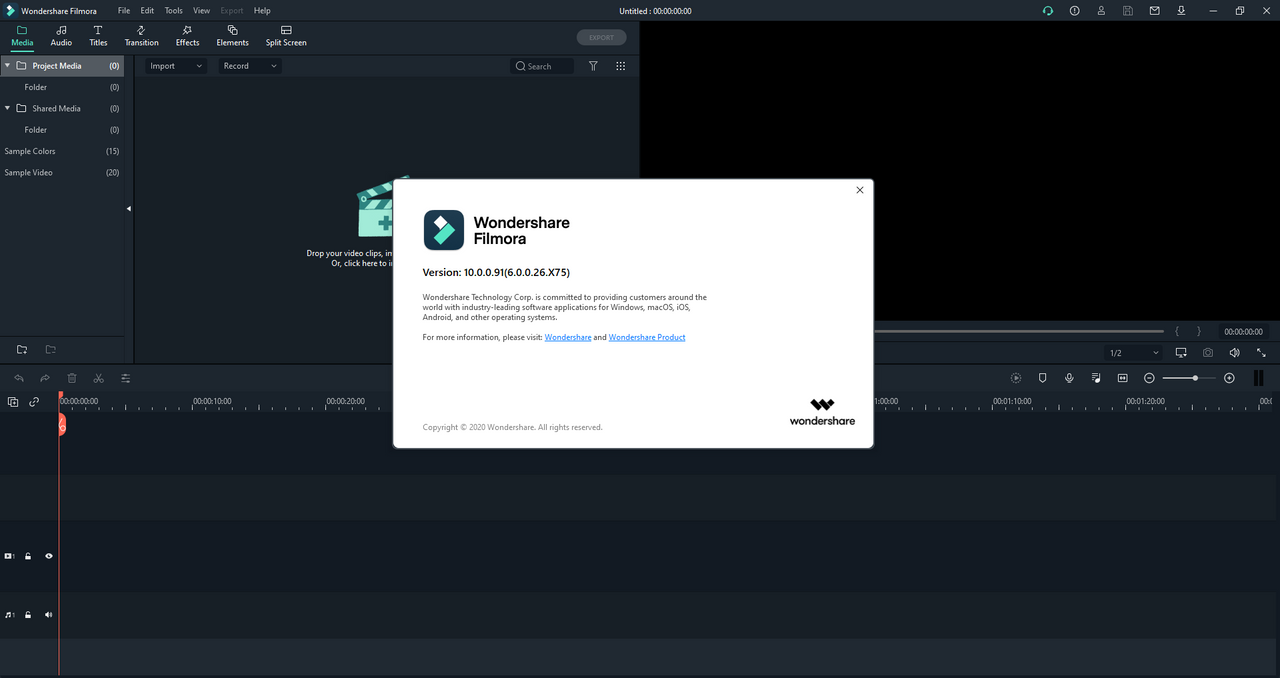 Wondershare Filmora File Edit Tools View Export Help Untitled : 00:00:00:00
Media Audio Titles Transition Effects Elements Split Screen EXPORT
Project Media (0)
Import Record Search
Folder (0)
Shared Media (0)
Folder (0)
Sample Colors (15)
Sample Video (20)
Drop your video clips, im
Or, click here to i
Wondershare
Filmora
Version: 10.0.0.91(6.0.0.26.X75)
Wondershare Technology Corp. is committed to providing customers around the
world with industry-leading software applications for Windows, macOS, iOS,
Android, and other operating systems.
For more information, please visit: Wondershare and Wondershare Product
wondershare
Copyright © 2020 Wondershare. All rights reserved.
{ } 00:00:00:00
1/2
00:00:00:00 00:00:10:00 00:00:20:00 1:00:00 00:01:10:00 00:01:20:00 00:0
1
1